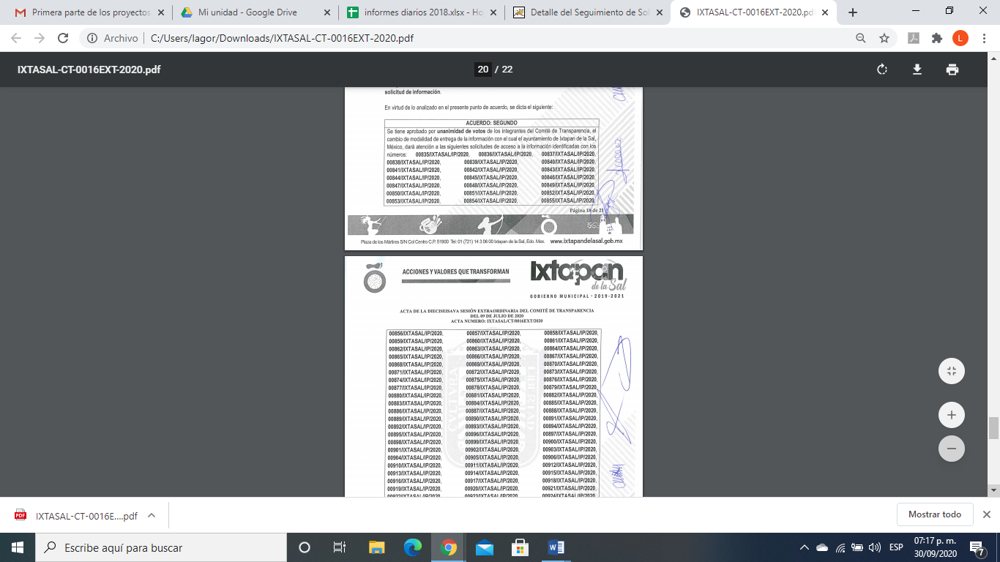 Primera parte de los proyectos
Mi unidad - Google Drive
informes diarios 2018.xlsx - Ho
Detalle del Seguimiento de Sol
IXTASAL-CT-0016EXT-2020.pdf
Archivo | C:/Users/lagor/Downloads/IXTASAL-CT-0016EXT-2020.pdf
L
IXTASAL-CT-0016EXT-2020.pdf
20 / 22
solicitud de información.
En virtud de lo analizado en el presente punto de acuerdo, se dicta el siguiente:
ACUERDO: SEGUNDO
Se tiene aprobado por unanimidad de votos de los integrantes del Comité de Transparencia, el
cambio de modalidad de entrega de la información con el cual el ayuntamiento de Ixtapan de la Sal,
México, dará atención a las siguientes solicitudes de acceso a la información identificadas con los
números: 00835/IXTASAL/IP/2020, 00836/IXTASAL/IP/2020, 00837/IXTASAL/IP/2020,
00838/IXTASAL/IP/2020, 00839/IXTASAL/IP/2020, 00840/IXTASAL/IP/2020,
00841/IXTASAL/IP/2020, 00842/IXTASAL/IP/2020, 00843/IXTASAL/IP/2020,
00844/IXTASAL/IP/2020, 00845/IXTASAL/IP/2020, 00846/IXTASAL/IP/2020,
00847/IXTASAL/IP/2020, 00848/IXTASAL/IP/2020, 00849/IXTASAL/IP/2020,
00850/IXTASAL/IP/2020, 00851/IXTASAL/IP/2020, 00852/IXTASAL/IP/2020,
00853/IXTASAL/IP/2020, 00854/IXTASAL/IP/2020, 00855/IXTASAL/IP/2020,
Página 18 de 21
Plaza de los Mártires S/N Col Centro C.P. 51900 Tel: 01 (721) 14 3 06 00 Ixtapan de la Sal, Edo. Mex. www.ixtapandelasal.gob.mx
ACCIONES Y VALORES QUE TRANSFORMAN
Ixtapan
de la Sal
GOBIERNO MUNICIPAL · 2019-2021
ACTA DE LA DIECISEISAVA SESIÓN EXTRAORDINARIA DEL COMITÉ DE TRANSPARENCIA
DEL 09 DE JULIO DE 2020
ACTA NUMERO: IXTASAL/CT/0016EXT/2020
00856/IXTASAL/IP/2020, 00857/IXTASAL/IP/2020, 00858/IXTASAL/IP/2020,
00859/IXTASAL/IP/2020, 00860/IXTASAL/IP/2020, 00861/IXTASAL/IP/2020,
00862/IXTASAL/IP/2020, 00863/IXTASAL/IP/2020, 00864/IXTASAL/IP/2020,
00865/IXTASAL/IP/2020, 00866/IXTASAL/IP/2020, 00867/IXTASAL/IP/2020,
00868/IXTASAL/IP/2020, 00869/IXTASAL/IP/2020, 00870/IXTASAL/IP/2020,
00871/IXTASAL/IP/2020, 00872/IXTASAL/IP/2020, 00873/IXTASAL/IP/2020,
00874/IXTASAL/IP/2020, 00875/IXTASAL/IP/2020, 00876/IXTASAL/IP/2020,
00877/IXTASAL/IP/2020, 00878/IXTASAL/IP/2020, 00879/IXTASAL/IP/2020,
00880/IXTASAL/IP/2020, 00881/IXTASAL/IP/2020, 00882/IXTASAL/IP/2020,
00883/IXTASAL/IP/2020, 00884/IXTASAL/IP/2020, 00885/IXTASAL/IP/2020,
00886/IXTASAL/IP/2020, 00887/IXTASAL/IP/2020, 00888/IXTASAL/IP/2020,
00889/IXTASAL/IP/2020, 00890/IXTASAL/IP/2020, 00891/IXTASAL/IP/2020,
00892/IXTASAL/IP/2020, 00893/IXTASAL/IP/2020, 00894/IXTASAL/IP/2020,
00895/IXTASAL/IP/2020, 00896/IXTASAL/IP/2020, 00897/IXTASAL/IP/2020,
00898/IXTASAL/IP/2020, 00899/IXTASAL/IP/2020, 00900/IXTASAL/IP/2020,
00901/IXTASAL/IP/2020, 00902/IXTASAL/IP/2020, 00903/IXTASAL/IP/2020,
00904/IXTASAL/IP/2020, 00905/IXTASAL/IP/2020, 00906/IXTASAL/IP/2020,
00910/IXTASAL/IP/2020, 00911/IXTASAL/IP/2020, 00912/IXTASAL/IP/2020,
00913/IXTASAL/IP/2020, 00914/IXTASAL/IP/2020, 00915/IXTASAL/IP/2020,
00916/IXTASAL/IP/2020, 00917/IXTASAL/IP/2020, 00918/IXTASAL/IP/2020,
00919/IXTASAL/IP/2020, 00920/IXTASAL/IP/2020, 00921/IXTASAL/IP/2020,
00922/IXTASAL/IP/2020, 00923/IXTASAL/IP/2020, 00924/IXTASAL/IP/2020,
CVLTVRA
LIBERTAD
IXTASAL-CT-0016E....pdf
Mostrar todo
Escribe aquí para buscar
ESP
07:17 p. m.
30/09/2020
7